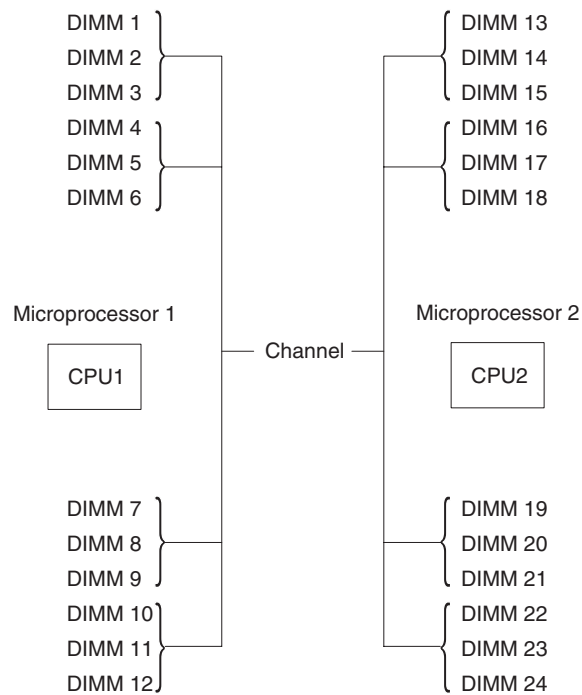 DIMM 1
DIMM 2
DIMM 3
DIMM 4
DIMM 5
DIMM 6
Microprocessor 1
CPU1
DIMM 7
DIMM 8
DIMM 9
DIMM 10
DIMM 11
DIMM 12
Channel
DIMM 13
DIMM 14
DIMM 15
DIMM 16
DIMM 17
DIMM 18
Microprocessor 2
CPU2
DIMM 19
DIMM 20
DIMM 21
DIMM 22
DIMM 23
DIMM 24